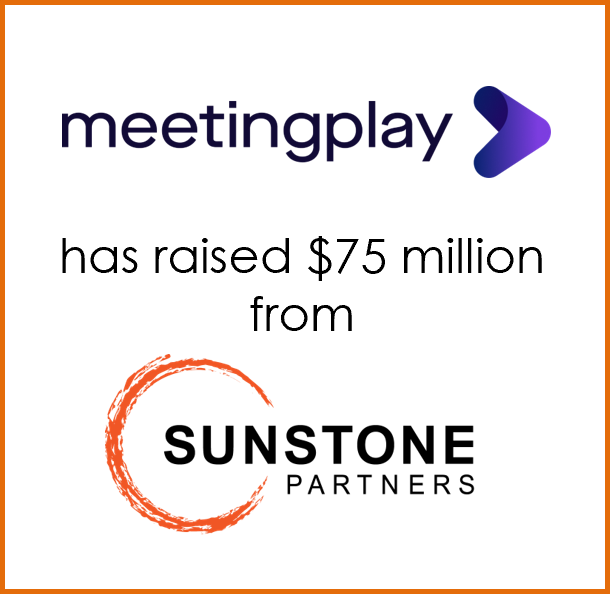 meetingplay
has raised $75 million
from
SUNSTONE
PARTNERS